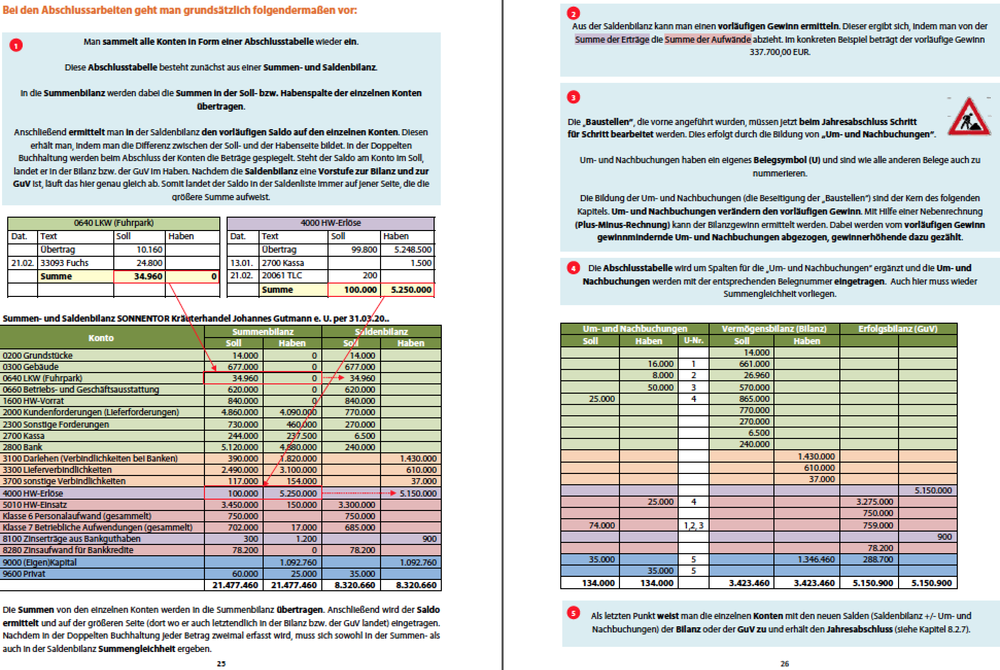 Bei den Abschlussarbeiten geht man grundsätzlich folgendermaßen vor:
1
Man sammelt alle Konten in Form einer Abschlusstabelle wieder ein.
Diese Abschlusstabelle besteht zunächst aus einer Summen- und Saldenbilanz.
In die Summenbilanz werden dabei die Summen in der Soll- bzw. Habenspalte der einzelnen Konten
übertragen.
Anschließend ermittelt man in der Saldenbilanz den vorläufigen Saldo auf den einzelnen Konten. Diesen
erhält man, indem man die Differenz zwischen der Soll- und der Habenseite bildet. In der Doppelten
Buchhaltung werden beim Abschluss der Konten die Beträge gespiegelt. Steht der Saldo am Konto im Soll,
landet er in der Bilanz bzw. der GuV im Haben. Nachdem die Saldenbilanz eine Vorstufe zur Bilanz und zur
GuV ist, läuft das hier genau gleich ab. Somit landet der Saldo in der Saldenliste immer auf jener Seite, die die
größere Summe aufweist.
0640 LKW (Fuhrpark)
Dat. Text Soll Haben
Übertrag 10.160
21.02. 33093 Fuchs 24.800
Summe 34.960 0
4000 HW-Erlöse
Dat. Text Soll Haben
Übertrag 99.800 5.248.500
13.01. 2700 Kassa 1.500
21.02. 20061 TLC 200
Summe 100.000 5.250.000
Summen- und Saldenbilanz SONNENTOR Kräuterhandel Johannes Gutmann e. U. per 31.03.20..
Konto Summenbilanz Saldenbilanz
Soll Haben Soll Haben
0200 Grundstücke 14.000 0 14.000
0300 Gebäude 677.000 0 677.000
0640 LKW (Fuhrpark) 34.960 0 34.960
0660 Betriebs- und Geschäftsausstattung 620.000 0 620.000
1600 HW-Vorrat 840.000 0 840.000
2000 Kundenforderungen (Lieferforderungen) 4.860.000 4.090.000 770.000
2300 Sonstige Forderungen 730.000 460.000 270.000
2700 Kassa 244.000 237.500 6.500
2800 Bank 5.120.000 4.880.000 240.000
3100 Darlehen (Verbindlichkeiten bei Banken) 390.000 1.820.000 1.430.000
3300 Lieferverbindlichkeiten 2.490.000 3.100.000 610.000
3700 sonstige Verbindlichkeiten 117.000 154.000 37.000
4000 HW-Erlöse 100.000 5.250.000 5.150.000
5010 HW-Einsatz 3.450.000 150.000 3.300.000
Klasse 6 Personalaufwand (gesammelt) 750.000 750.000
Klasse 7 Betriebliche Aufwendungen (gesammelt) 702.000 17.000 685.000
8100 Zinserträge aus Bankguthaben 300 1.200 900
8280 Zinsaufwand für Bankkredite 78.200 0 78.200
9000 (Eigen)Kapital 1.092.760 1.092.760
9600 Privat 60.000 25.000 35.000
21.477.460 21.477.460 8.320.660 8.320.660
Die Summen von den einzelnen Konten werden in die Summenbilanz übertragen. Anschließend wird der Saldo
ermittelt und auf der größeren Seite (dort wo er auch letztendlich in der Bilanz bzw. der GuV landet) eingetragen.
Nachdem in der Doppelten Buchhaltung jeder Betrag zweimal erfasst wird, muss sich sowohl in der Summen- als
auch in der Saldenbilanz Summengleichheit ergeben.
25
2
Aus der Saldenbilanz kann man einen vorläufigen Gewinn ermitteln. Dieser ergibt sich, indem man von der
Summe der Erträge die Summe der Aufwände abzieht. Im konkreten Beispiel beträgt der vorläufige Gewinn
337.700,00 EUR.
3
Die „Baustellen“, die vorne angeführt wurden, müssen jetzt beim Jahresabschluss Schritt
für Schritt bearbeitet werden. Dies erfolgt durch die Bildung von „Um- und Nachbuchungen“.
Um- und Nachbuchungen haben ein eigenes Belegsymbol (U) und sind wie alle anderen Belege auch zu
nummerieren.
Die Bildung der Um- und Nachbuchungen (die Beseitigung der „Baustellen“) sind der Kern des folgenden
Kapitels. Um- und Nachbuchungen verändern den vorläufigen Gewinn. Mit Hilfe einer Nebenrechnung
(Plus-Minus-Rechnung) kann der Bilanzgewinn ermittelt werden. Dabei werden vom vorläufigen Gewinn
gewinnmindernde Um- und Nachbuchungen abgezogen, gewinnerhöhende dazu gezählt.
4 Die Abschlusstabelle wird um Spalten für die „Um- und Nachbuchungen“ ergänzt und die Um- und
Nachbuchungen werden mit der entsprechenden Belegnummer eingetragen. Auch hier muss wieder
Summengleichheit vorliegen.
Um- und Nachbuchungen Vermögensbilanz (Bilanz) Erfolgsbilanz (GuV)
Soll Haben U-Nr. Soll Haben
14.000
16.000 1 661.000
8.000 2 26.960
50.000 3 570.000
25.000 4 865.000
770.000
270.000
6.500
240.000
1.430.000
610.000
37.000
5.150.000
25.000 4 3.275.000
750.000
74.000 1,2, 3 759.000
900
78.200
35.000 5 1.346.460 288.700
35.000 5
134.000 134.000 3.423.460 3.423.460 5.150.900 5.150.900
5 Als letzten Punkt weist man die einzelnen Konten mit den neuen Salden (Saldenbilanz +/- Um- und
Nachbuchungen) der Bilanz oder der GuV zu und erhält den Jahresabschluss (siehe Kapitel 8.2.7).
26